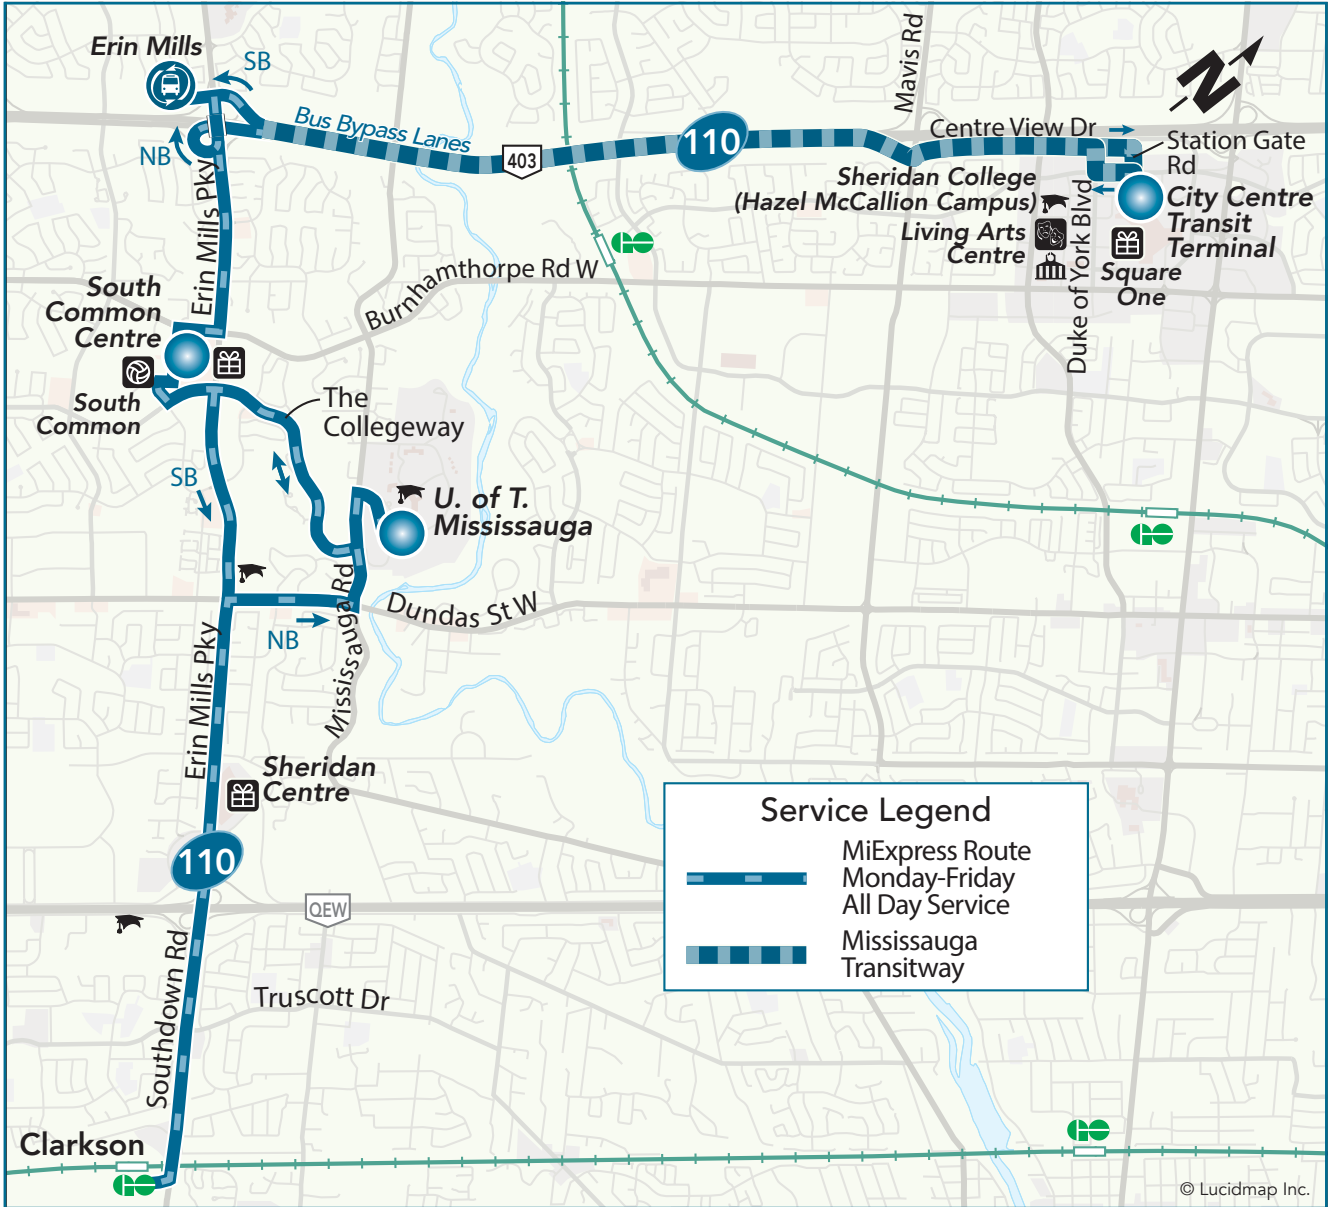 Erin Mills
SB
Bus Bypass Lanes
NB
403
110
Mavis Rd
N
Centre View Dr
Station Gate
Rd
Sheridan College
(Hazel McCallion Campus)
Living Arts
Centre
Duke of York Blvd
City Centre
Transit
Terminal
Square
One
GO
Erin Mills Pky
Burnhamthorpe Rd W
South
Common
Centre
South
Common
The
Collegeway
SB
U. of T.
Mississauga
GO
Mississauga Rd
Dundas St W
NB
Erin Mills Pky
Sheridan
Centre
110
QEW
Southdown Rd
Truscott Dr
Service Legend
MiExpress Route
Monday-Friday
All Day Service
Mississauga
Transitway
Clarkson
GO
GO
© Lucidmap Inc.